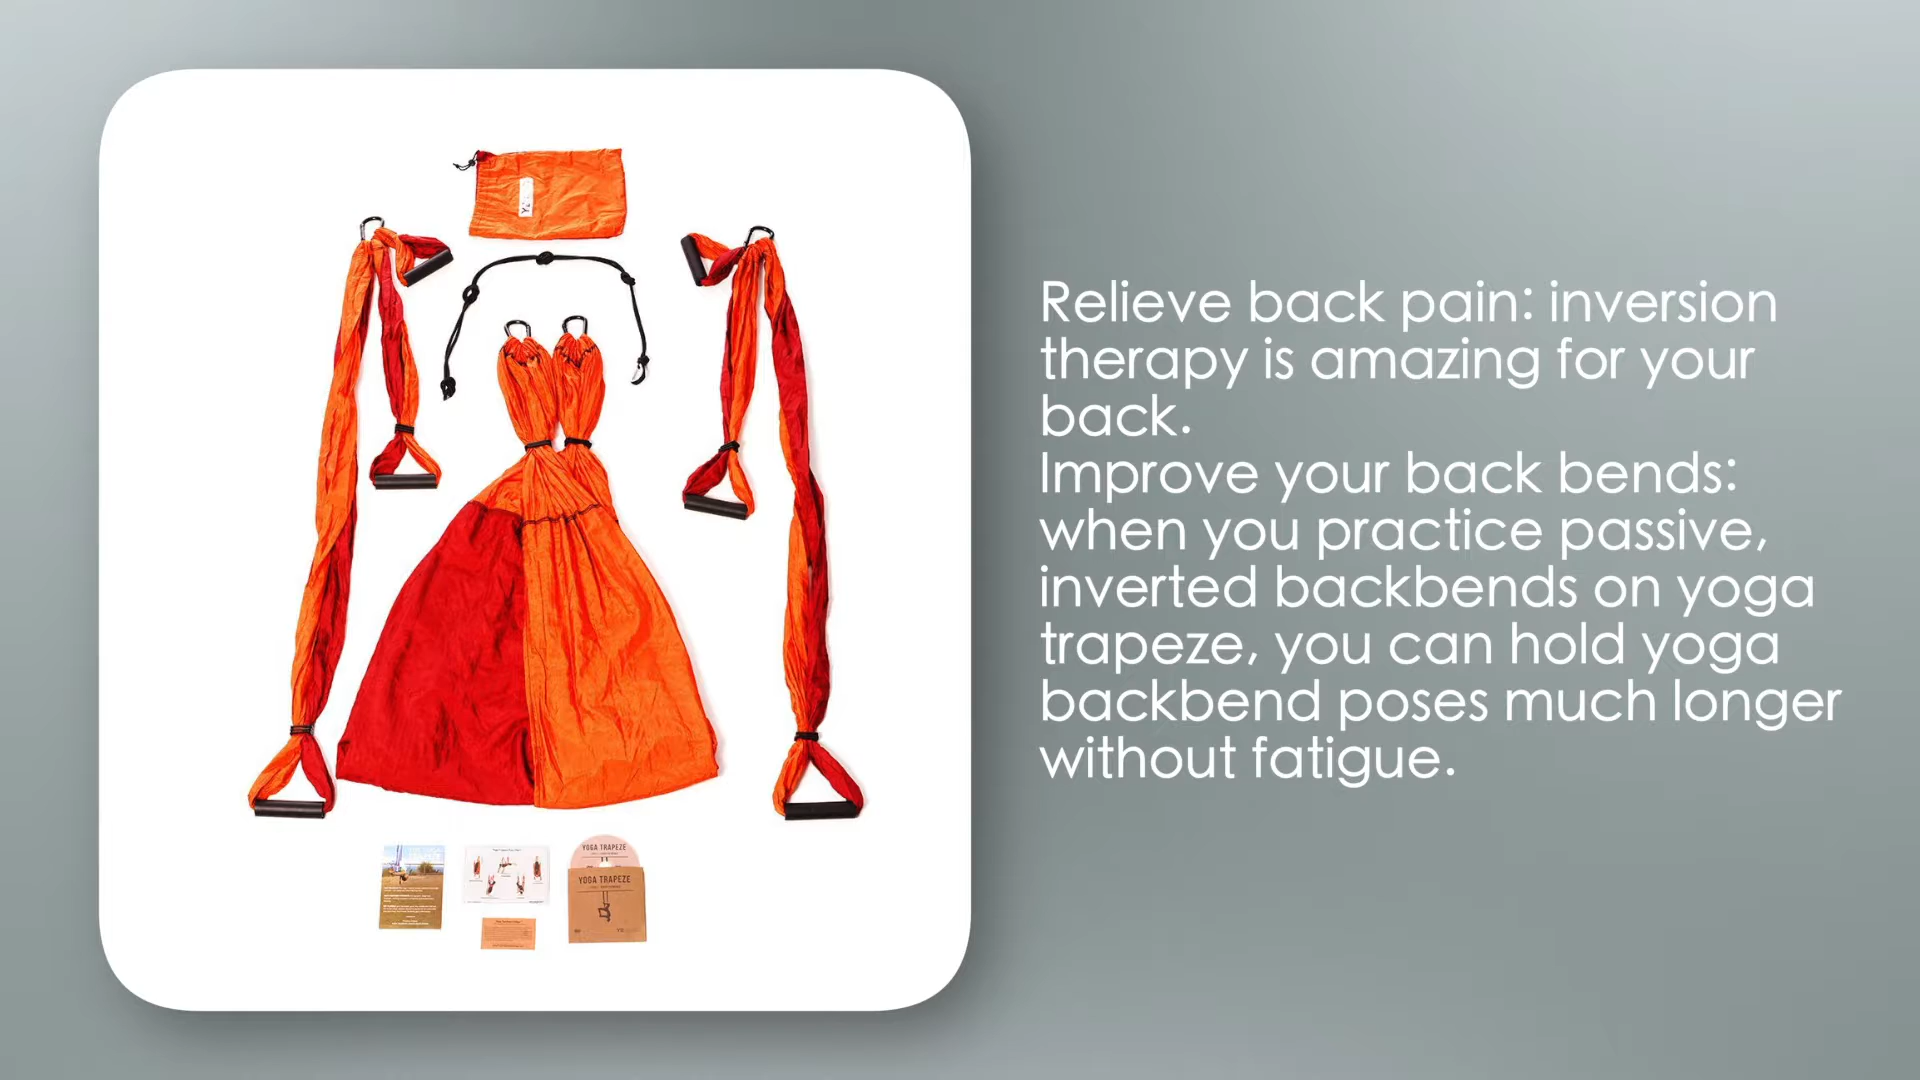 Relieve back pain: inversion
therapy is amazing for your
back.
Improve your back bends:
when you practice passive,
inverted backbends on yoga
trapeze, you can hold yoga
backbend poses much longer
without fatigue.
YOGA TRAPEZE
YOGA TRAPEZE